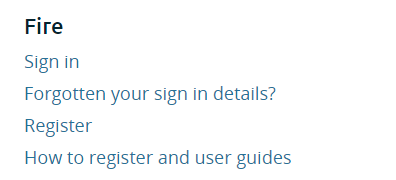 Fire
Sign in
Forgotten your sign in details?
Register
How to register and user guides